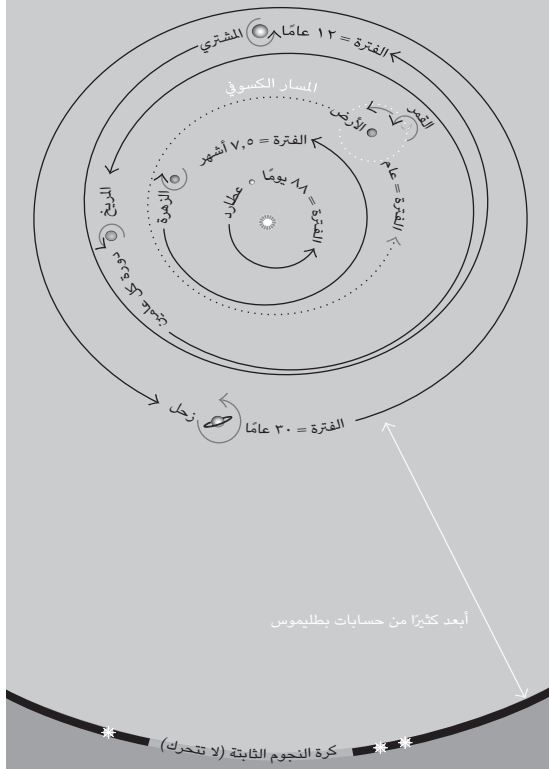 المشتري
الفترة = ١٢ عامًا
المسار الكسوفي
القمر
الأرض
الفترة = عام
الفترة = ٧٫٥ أشهر
الزهرة
الفترة = ٨٨ يومًا
عطارد
المريخ
دورة كل عامين
زحل
الفترة = ٣٠ عامًا
أبعد كثيرًا من حسابات بطليموس
كرة النجوم الثابتة (لا تتحرك)